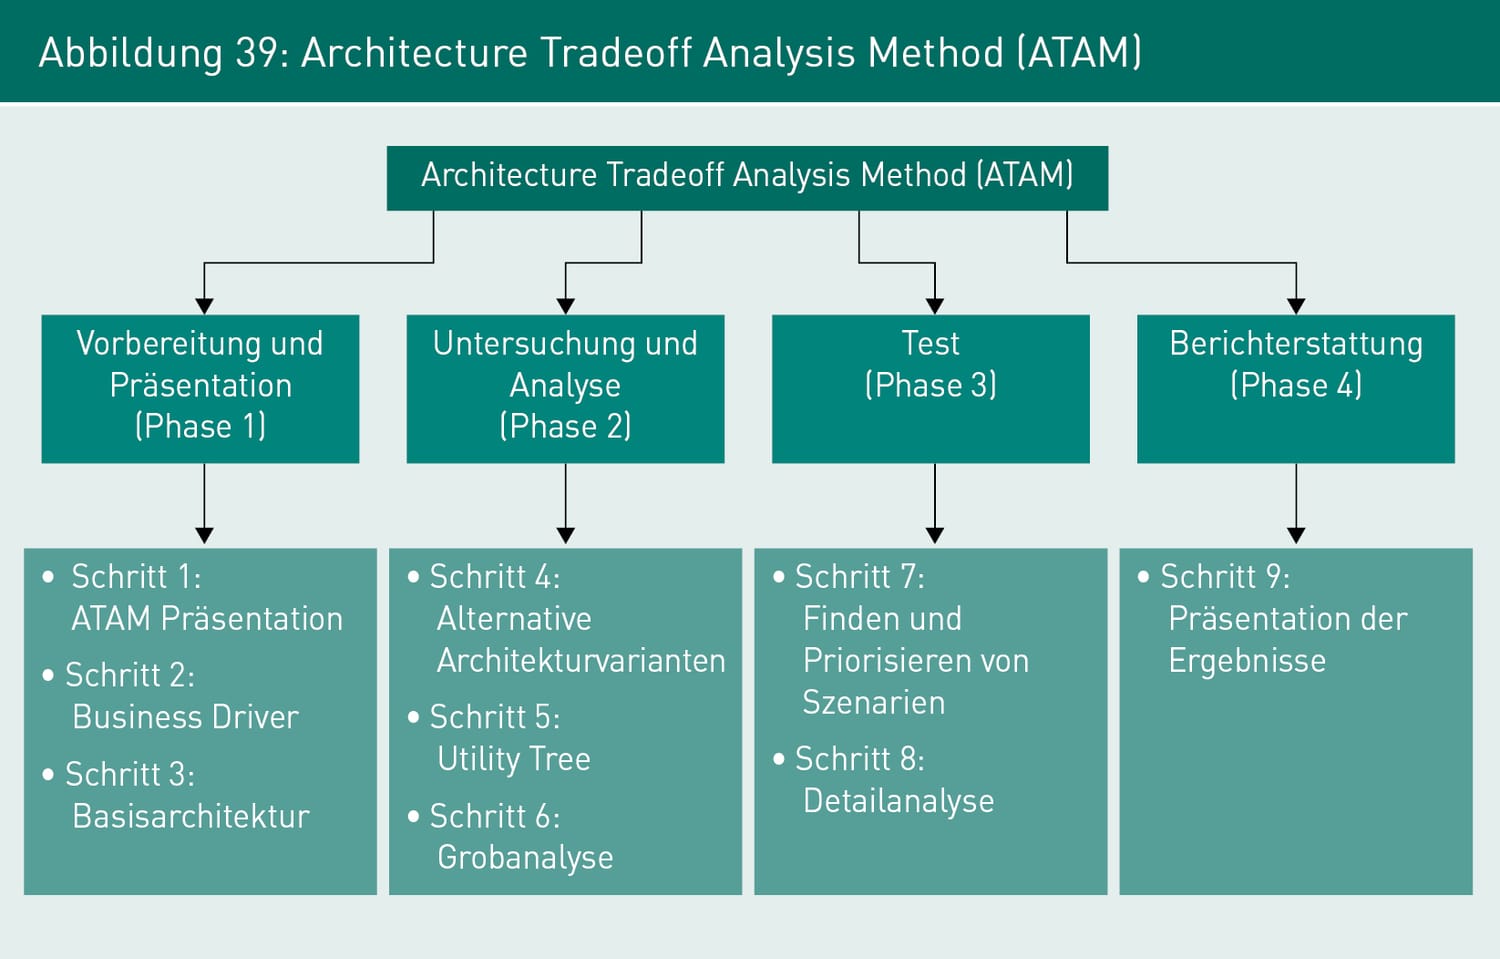 Abbildung 39: Architecture Tradeoff Analysis Method (ATAM)
Architecture Tradeoff Analysis Method (ATAM)
Vorbereitung und
Präsentation
(Phase 1)
Untersuchung und
Analyse
(Phase 2)
Test
(Phase 3)
Berichterstattung
(Phase 4)
• Schritt 1:
ATAM Präsentation
• Schritt 2:
Business Driver
• Schritt 3:
Basisarchitektur
• Schritt 4:
Alternative
Architekturvarianten
• Schritt 5:
Utility Tree
• Schritt 6:
Grobanalyse
• Schritt 7:
Finden und
Priorisieren von
Szenarien
• Schritt 8:
Detailanalyse
• Schritt 9:
Präsentation der
Ergebnisse